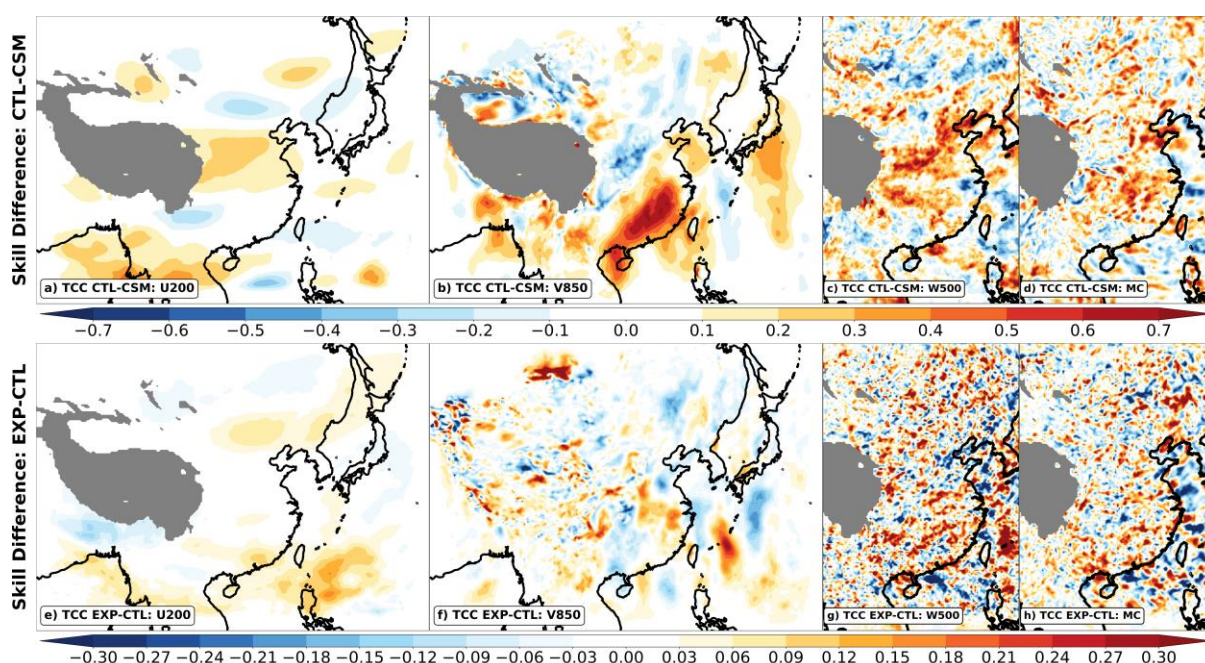 Skill Difference: CTL-CSM
a) TCC CTL-CSM: U200
b) TCC CTL-CSM: V850
c) TCC CTL-CSM: W500
d) TCC CTL-CSM: MC
−0.7 −0.6 −0.5 −0.4 −0.3 −0.2 −0.1 0.0 0.1 0.2 0.3 0.4 0.5 0.6 0.7
Skill Difference: EXP-CTL
e) TCC EXP-CTL: U200
f) TCC EXP-CTL: V850
g) TCC EXP-CTL: W500
h) TCC EXP-CTL: MC
−0.30 −0.27 −0.24 −0.21 −0.18 −0.15 −0.12 −0.09 −0.06 −0.03 0.00 0.03 0.06 0.09 0.12 0.15 0.18 0.21 0.24 0.27 0.30